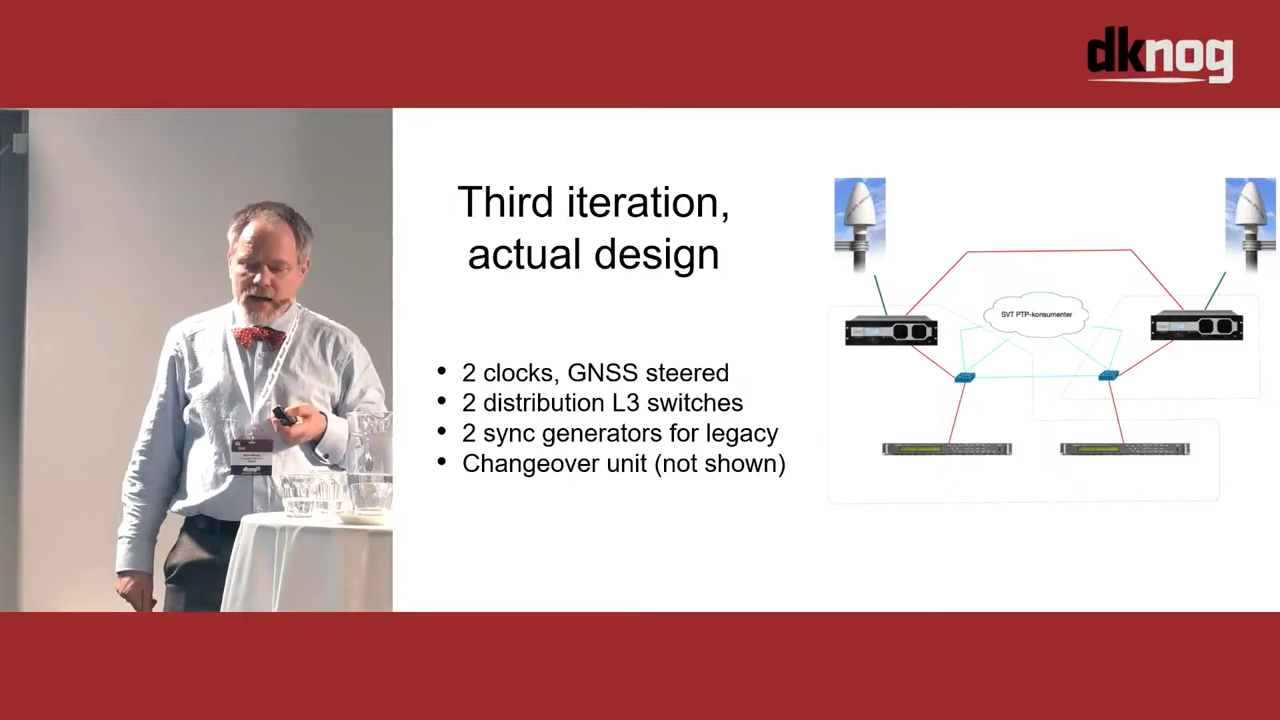 dknog
Third iteration,
actual design
• 2 clocks, GNSS steered
• 2 distribution L3 switches
• 2 sync generators for legacy
• Changeover unit (not shown)
SVT PTP-konsumenter